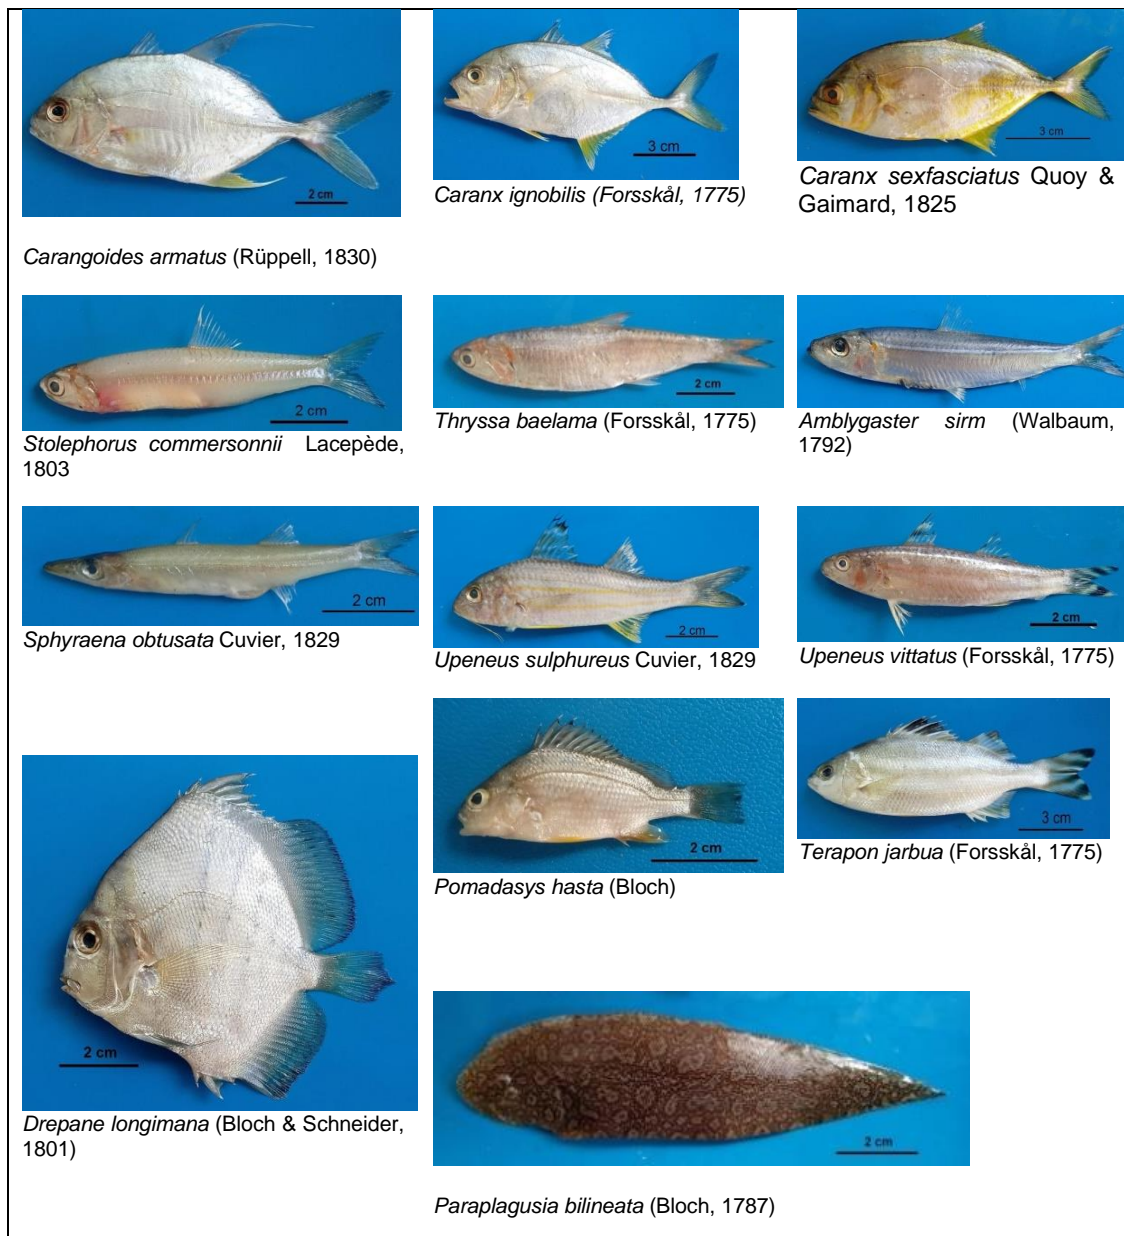 2 cm
3 cm
3 cm
Carangoides armatus (Rüppell, 1830)
Caranx ignobilis (Forsskål, 1775)
Caranx sexfasciatus Quoy &
Gaimard, 1825
2 cm
2 cm
Stolephorus commersonnii Lacepède,
1803
Thryssa baelama (Forsskål, 1775)
Amblygaster sirm (Walbaum,
1792)
2 cm
2 cm
2 cm
Sphyraena obtusata Cuvier, 1829
Upeneus sulphureus Cuvier, 1829
Upeneus vittatus (Forsskål, 1775)
2 cm
3 cm
Pomadasys hasta (Bloch)
Terapon jarbua (Forsskål, 1775)
2 cm
Drepane longimana (Bloch & Schneider,
1801)
2 cm
Paraplagusia bilineata (Bloch, 1787)